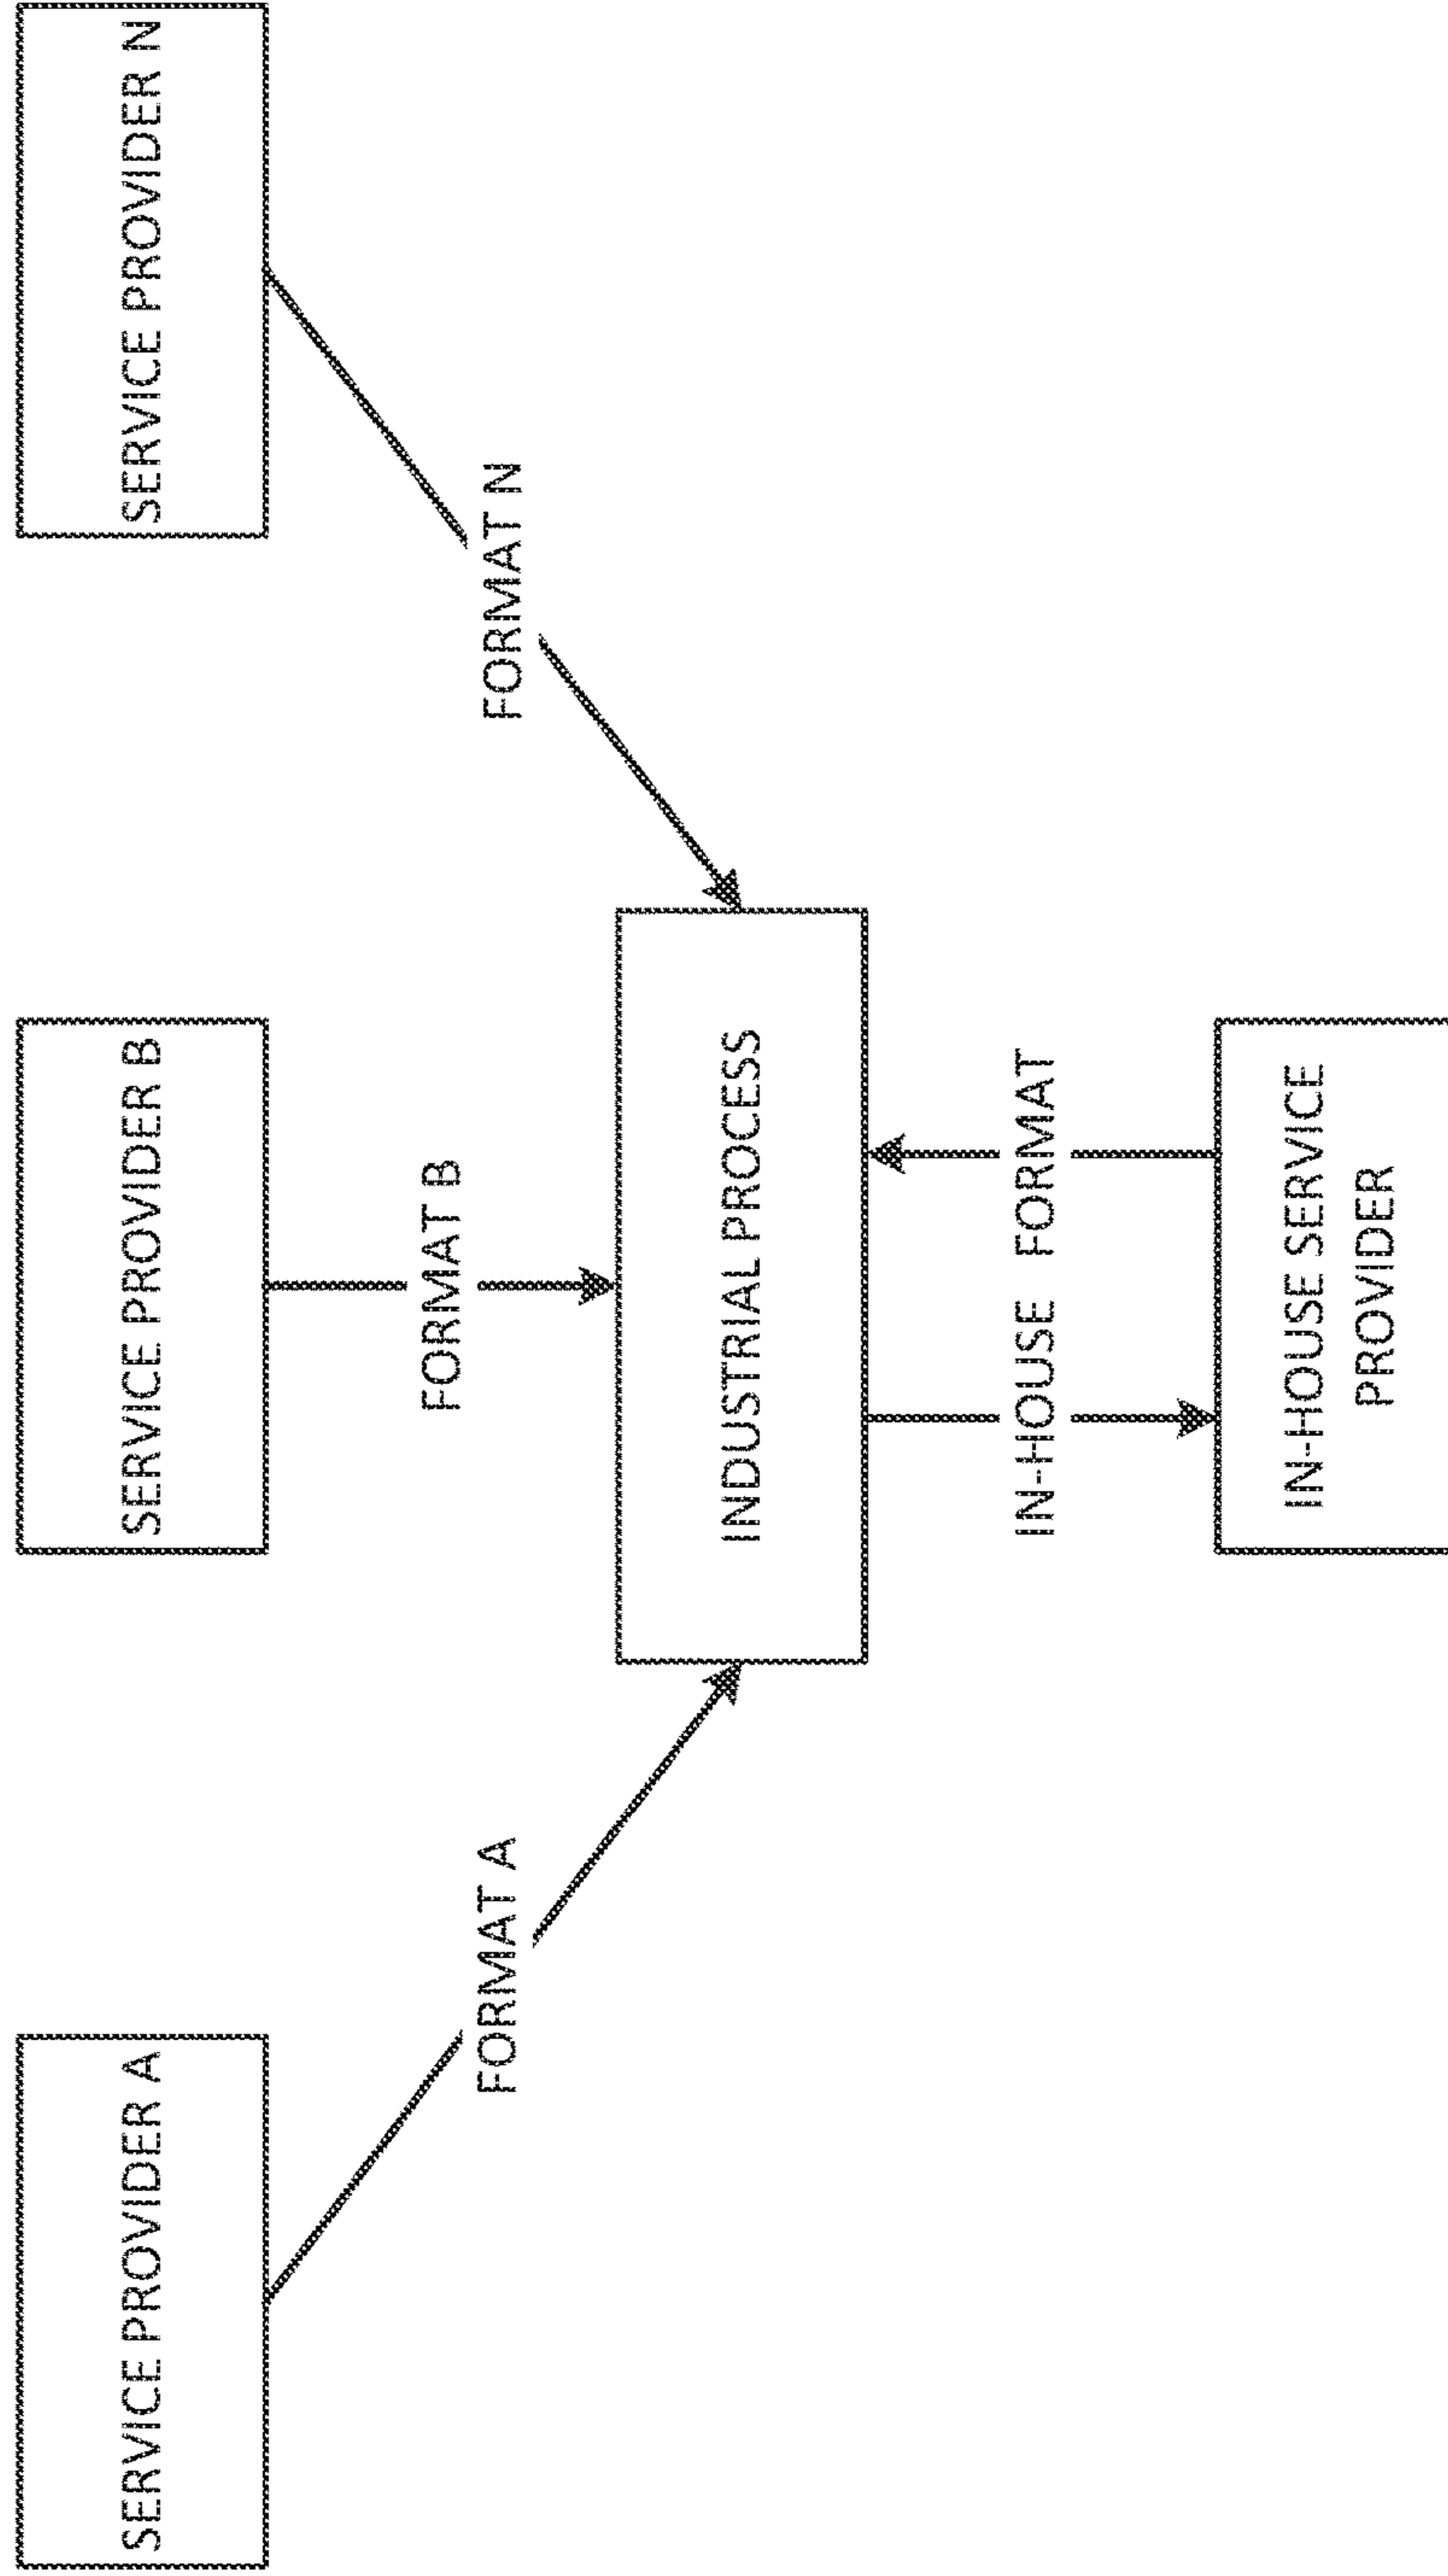 SERVICE PROVIDER A
SERVICE PROVIDER B
SERVICE PROVIDER N
FORMAT A
FORMAT B
FORMAT N
INDUSTRIAL PROCESS
IN-HOUSE FORMAT
IN-HOUSE SERVICE
PROVIDER